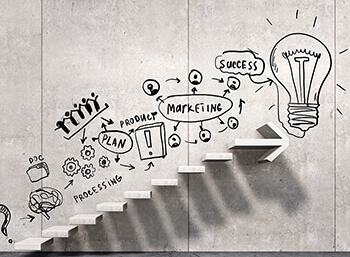 SUCCESS
MARKETING
PRODUCT
!
PLAN
DOC
PROCESSING
?